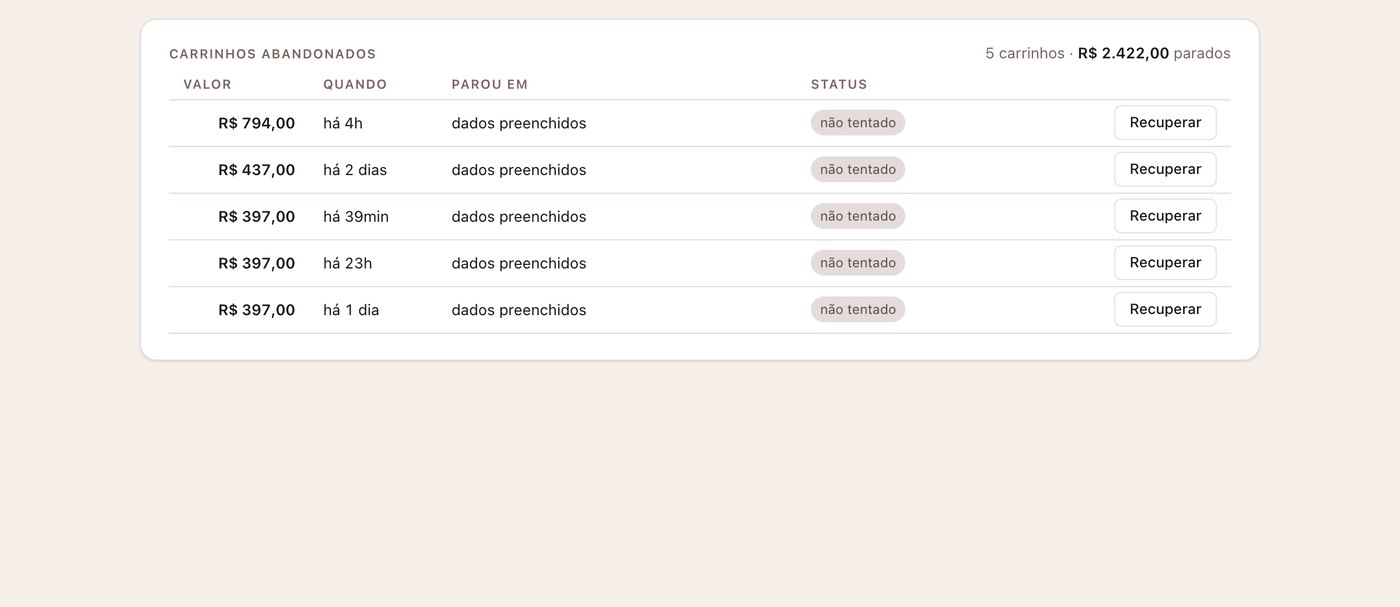 CARRINHOS ABANDONADOS 5 carrinhos · R$ 2.422,00 parados
VALOR QUANDO PAROU EM STATUS
R$ 794,00 há 4h dados preenchidos não tentado Recuperar
R$ 437,00 há 2 dias dados preenchidos não tentado Recuperar
R$ 397,00 há 39min dados preenchidos não tentado Recuperar
R$ 397,00 há 23h dados preenchidos não tentado Recuperar
R$ 397,00 há 1 dia dados preenchidos não tentado Recuperar